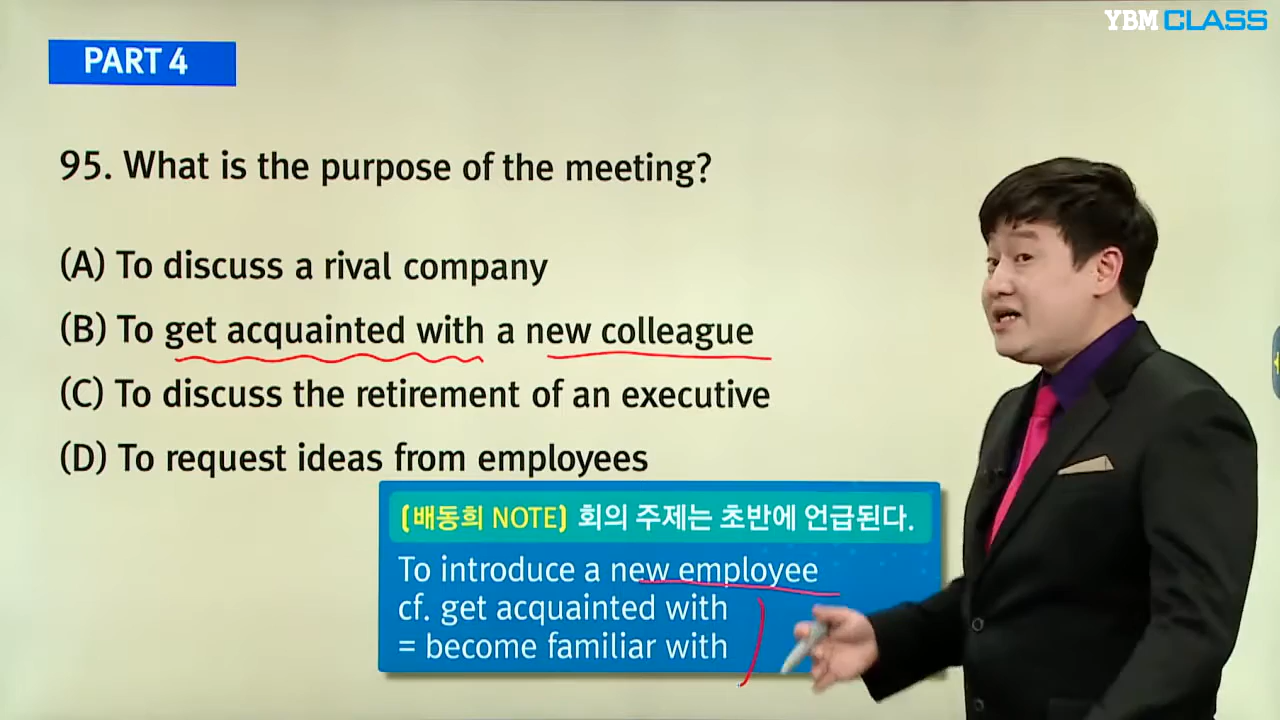 YBM CLASS
PART 4
95. What is the purpose of the meeting?
(A) To discuss a rival company
(B) To get acquainted with a new colleague
(C) To discuss the retirement of an executive
(D) To request ideas from employees
(배동희 NOTE) 회의 주제는 초반에 언급된다.
To introduce a new employee
cf. get acquainted with
= become familiar with